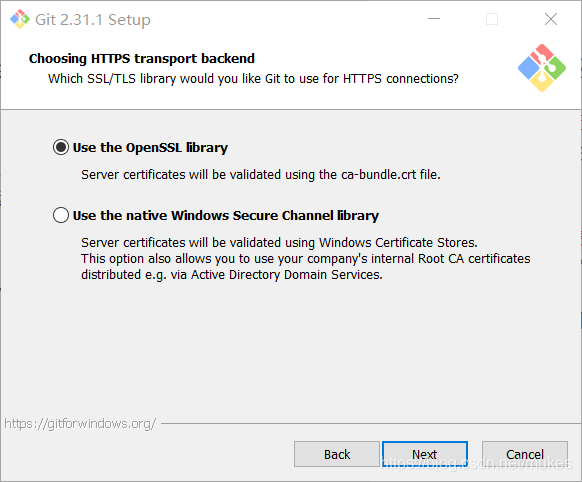 Git 2.31.1 Setup
Choosing HTTPS transport backend
Which SSL/TLS library would you like Git to use for HTTPS connections?
Use the OpenSSL library
Server certificates will be validated using the ca-bundle.crt file.
Use the native Windows Secure Channel library
Server certificates will be validated using Windows Certificate Stores.
This option also allows you to use your company's internal Root CA certificates
distributed e.g. via Active Directory Domain Services.
https://gitforwindows.org/
Back Next Cancel
https://blog.csdn.net/mukes